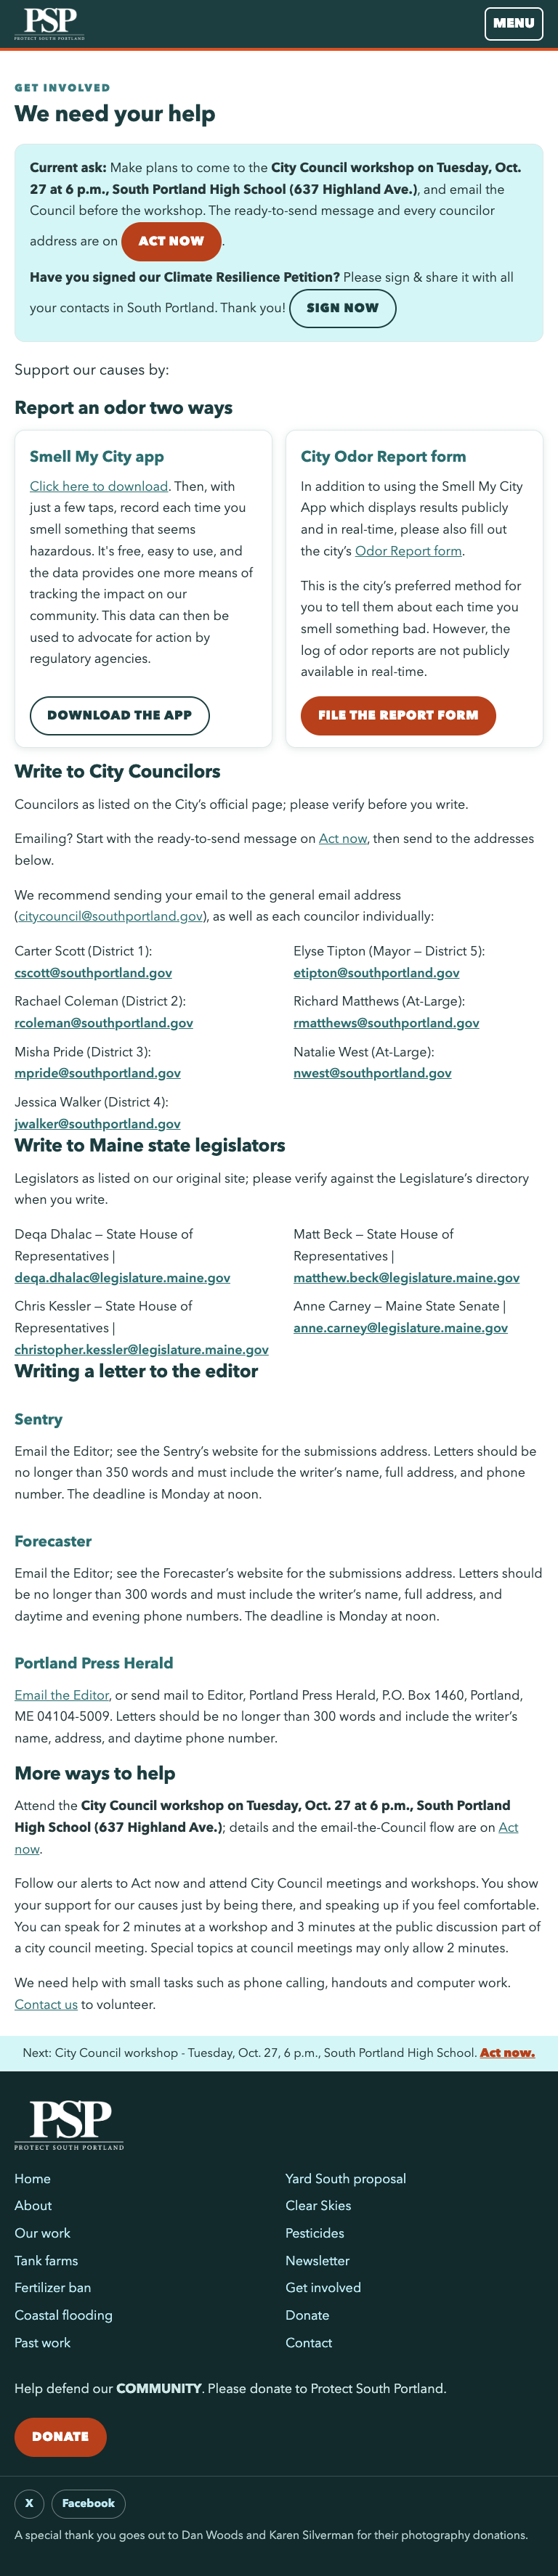 PSP
PROTECT SOUTH PORTLAND
MENU
GET INVOLVED
We need your help
Current ask: Make plans to come to the City Council workshop on Tuesday, Oct.
27 at 6 p.m., South Portland High School (637 Highland Ave.), and email the
Council before the workshop. The ready-to-send message and every councilor
address are on ACT NOW.
Have you signed our Climate Resilience Petition? Please sign & share it with all
your contacts in South Portland. Thank you! SIGN NOW
Support our causes by:
Report an odor two ways
Smell My City app
Click here to download. Then, with
just a few taps, record each time you
smell something that seems
hazardous. It's free, easy to use, and
the data provides one more means of
tracking the impact on our
community. This data can then be
used to advocate for action by
regulatory agencies.
DOWNLOAD THE APP
City Odor Report form
In addition to using the Smell My City
App which displays results publicly
and in real-time, please also fill out
the city’s Odor Report form.
This is the city’s preferred method for
you to tell them about each time you
smell something bad. However, the
log of odor reports are not publicly
available in real-time.
FILE THE REPORT FORM
Write to City Councilors
Councilors as listed on the City’s official page; please verify before you write.
Emailing? Start with the ready-to-send message on Act now, then send to the addresses
below.
We recommend sending your email to the general email address
(citycouncil@southportland.gov), as well as each councilor individually:
Carter Scott (District 1):
cscott@southportland.gov
Elyse Tipton (Mayor – District 5):
etipton@southportland.gov
Rachael Coleman (District 2):
rcoleman@southportland.gov
Richard Matthews (At-Large):
rmatthews@southportland.gov
Misha Pride (District 3):
mpride@southportland.gov
Natalie West (At-Large):
nwest@southportland.gov
Jessica Walker (District 4):
jwalker@southportland.gov
Write to Maine state legislators
Legislators as listed on our original site; please verify against the Legislature’s directory
when you write.
Deqa Dhalac – State House of
Representatives |
deqa.dhalac@legislature.maine.gov
Matt Beck – State House of
Representatives |
matthew.beck@legislature.maine.gov
Chris Kessler – State House of
Representatives |
christopher.kessler@legislature.maine.gov
Anne Carney – Maine State Senate |
anne.carney@legislature.maine.gov
Writing a letter to the editor
Sentry
Email the Editor; see the Sentry’s website for the submissions address. Letters should be
no longer than 350 words and must include the writer’s name, full address, and phone
number. The deadline is Monday at noon.
Forecaster
Email the Editor; see the Forecaster’s website for the submissions address. Letters should
be no longer than 300 words and must include the writer’s name, full address, and
daytime and evening phone numbers. The deadline is Monday at noon.
Portland Press Herald
Email the Editor, or send mail to Editor, Portland Press Herald, P.O. Box 1460, Portland,
ME 04104-5009. Letters should be no longer than 300 words and include the writer’s
name, address, and daytime phone number.
More ways to help
Attend the City Council workshop on Tuesday, Oct. 27 at 6 p.m., South Portland
High School (637 Highland Ave.); details and the email-the-Council flow are on Act
now.
Follow our alerts to Act now and attend City Council meetings and workshops. You show
your support for our causes just by being there, and speaking up if you feel comfortable.
You can speak for 2 minutes at a workshop and 3 minutes at the public discussion part of
a city council meeting. Special topics at council meetings may only allow 2 minutes.
We need help with small tasks such as phone calling, handouts and computer work.
Contact us to volunteer.
Next: City Council workshop - Tuesday, Oct. 27, 6 p.m., South Portland High School. Act now.
PSP
PROTECT SOUTH PORTLAND
Home
About
Our work
Tank farms
Fertilizer ban
Coastal flooding
Past work
Yard South proposal
Clear Skies
Pesticides
Newsletter
Get involved
Donate
Contact
Help defend our COMMUNITY. Please donate to Protect South Portland.
DONATE
X
Facebook
A special thank you goes out to Dan Woods and Karen Silverman for their photography donations.